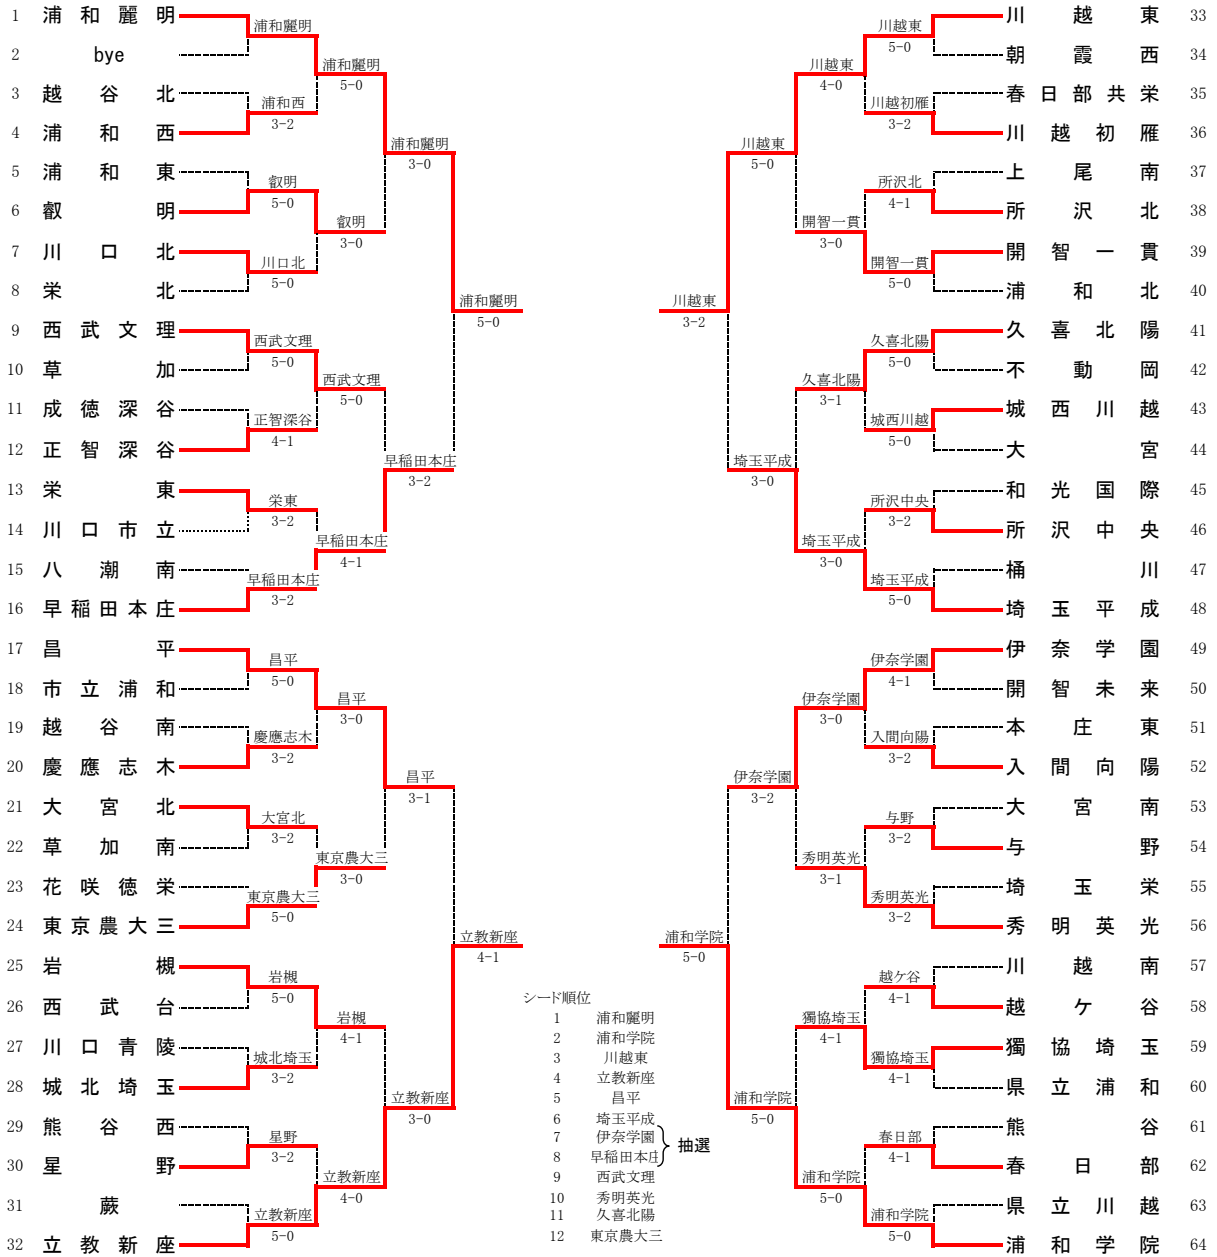 1 浦和麗明
2 bye
3 越谷北
4 浦和西
5 浦和東
6 叡明
7 川口北
8 栄北
9 西武文理
10 草加
11 成徳深谷
12 正智深谷
13 栄東
14 川口市立
15 八潮南
16 早稲田本庄
17 昌平
18 市立浦和
19 越谷南
20 慶應志木
21 大宮北
22 草加南
23 花咲徳栄
24 東京農大三
25 岩槻
26 西武台
27 川口青陵
28 城北埼玉
29 熊谷西
30 星野
31 蕨
32 立教新座
浦和麗明
浦和西
3-2
叡明
5-0
川口北
5-0
西武文理
5-0
正智深谷
4-1
栄東
3-2
早稲田本庄
3-2
昌平
5-0
慶應志木
3-2
大宮北
3-2
東京農大三
5-0
岩槻
5-0
城北埼玉
3-2
星野
3-2
立教新座
5-0
浦和麗明
5-0
叡明
3-0
西武文理
5-0
早稲田本庄
4-1
昌平
3-0
東京農大三
3-0
岩槻
4-1
立教新座
4-0
浦和麗明
3-0
早稲田本庄
3-2
昌平
3-1
立教新座
3-0
浦和麗明
5-0
立教新座
4-1
シード順位
1 浦和麗明
2 浦和学院
3 川越東
4 立教新座
5 昌平
6 埼玉平成
7 伊奈学園
8 早稲田本庄
抽選
9 西武文理
10 秀明英光
11 久喜北陽
12 東京農大三
川越東
3-2
浦和学院
5-0
川越東
5-0
埼玉平成
3-0
伊奈学園
3-2
浦和学院
5-0
川越東
4-0
開智一貫
3-0
久喜北陽
3-1
埼玉平成
3-0
伊奈学園
3-0
秀明英光
3-1
獨協埼玉
4-1
浦和学院
5-0
川越東
5-0
川越初雁
3-2
所沢北
4-1
開智一貫
5-0
久喜北陽
5-0
城西川越
5-0
所沢中央
3-2
埼玉平成
5-0
伊奈学園
4-1
入間向陽
3-2
与野
3-2
秀明英光
3-2
越ケ谷
4-1
獨協埼玉
4-1
春日部
4-1
浦和学院
5-0
川越東 33
朝霞西 34
春日部共栄 35
川越初雁 36
上尾南 37
所沢北 38
開智一貫 39
浦和北 40
久喜北陽 41
不動岡 42
城西川越 43
大宮 44
和光国際 45
所沢中央 46
桶川 47
埼玉平成 48
伊奈学園 49
開智未来 50
本庄東 51
入間向陽 52
大宮南 53
与野 54
埼玉栄 55
秀明英光 56
川越南 57
越ケ谷 58
獨協埼玉 59
県立浦和 60
熊谷 61
春日部 62
県立川越 63
浦和学院 64